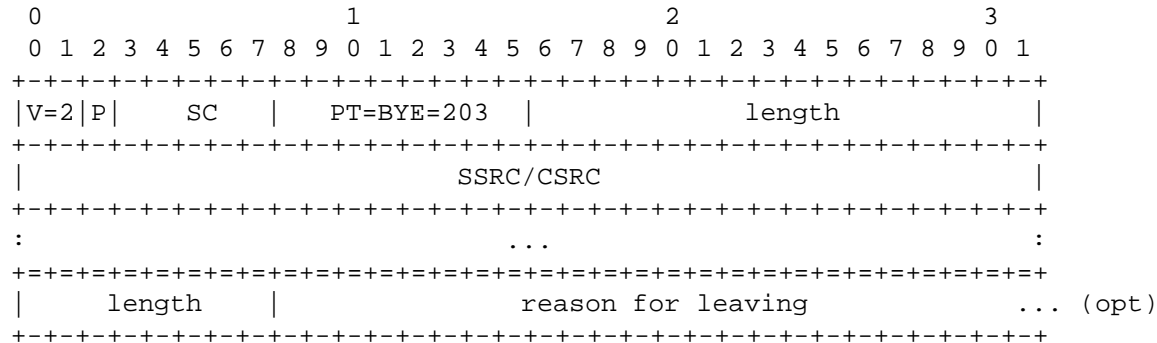 0                   1                   2                   3
 0 1 2 3 4 5 6 7 8 9 0 1 2 3 4 5 6 7 8 9 0 1 2 3 4 5 6 7 8 9 0 1
+-+-+-+-+-+-+-+-+-+-+-+-+-+-+-+-+-+-+-+-+-+-+-+-+-+-+-+-+-+-+-+-+
|V=2|P|    SC   |   PT=BYE=203  |             length            |
+-+-+-+-+-+-+-+-+-+-+-+-+-+-+-+-+-+-+-+-+-+-+-+-+-+-+-+-+-+-+-+-+
|                           SSRC/CSRC                           |
+-+-+-+-+-+-+-+-+-+-+-+-+-+-+-+-+-+-+-+-+-+-+-+-+-+-+-+-+-+-+-+-+
:                              ...                              :
+=+=+=+=+=+=+=+=+=+=+=+=+=+=+=+=+=+=+=+=+=+=+=+=+=+=+=+=+=+=+=+=+
|     length    |               reason for leaving             ... (opt)
+-+-+-+-+-+-+-+-+-+-+-+-+-+-+-+-+-+-+-+-+-+-+-+-+-+-+-+-+-+-+-+-+